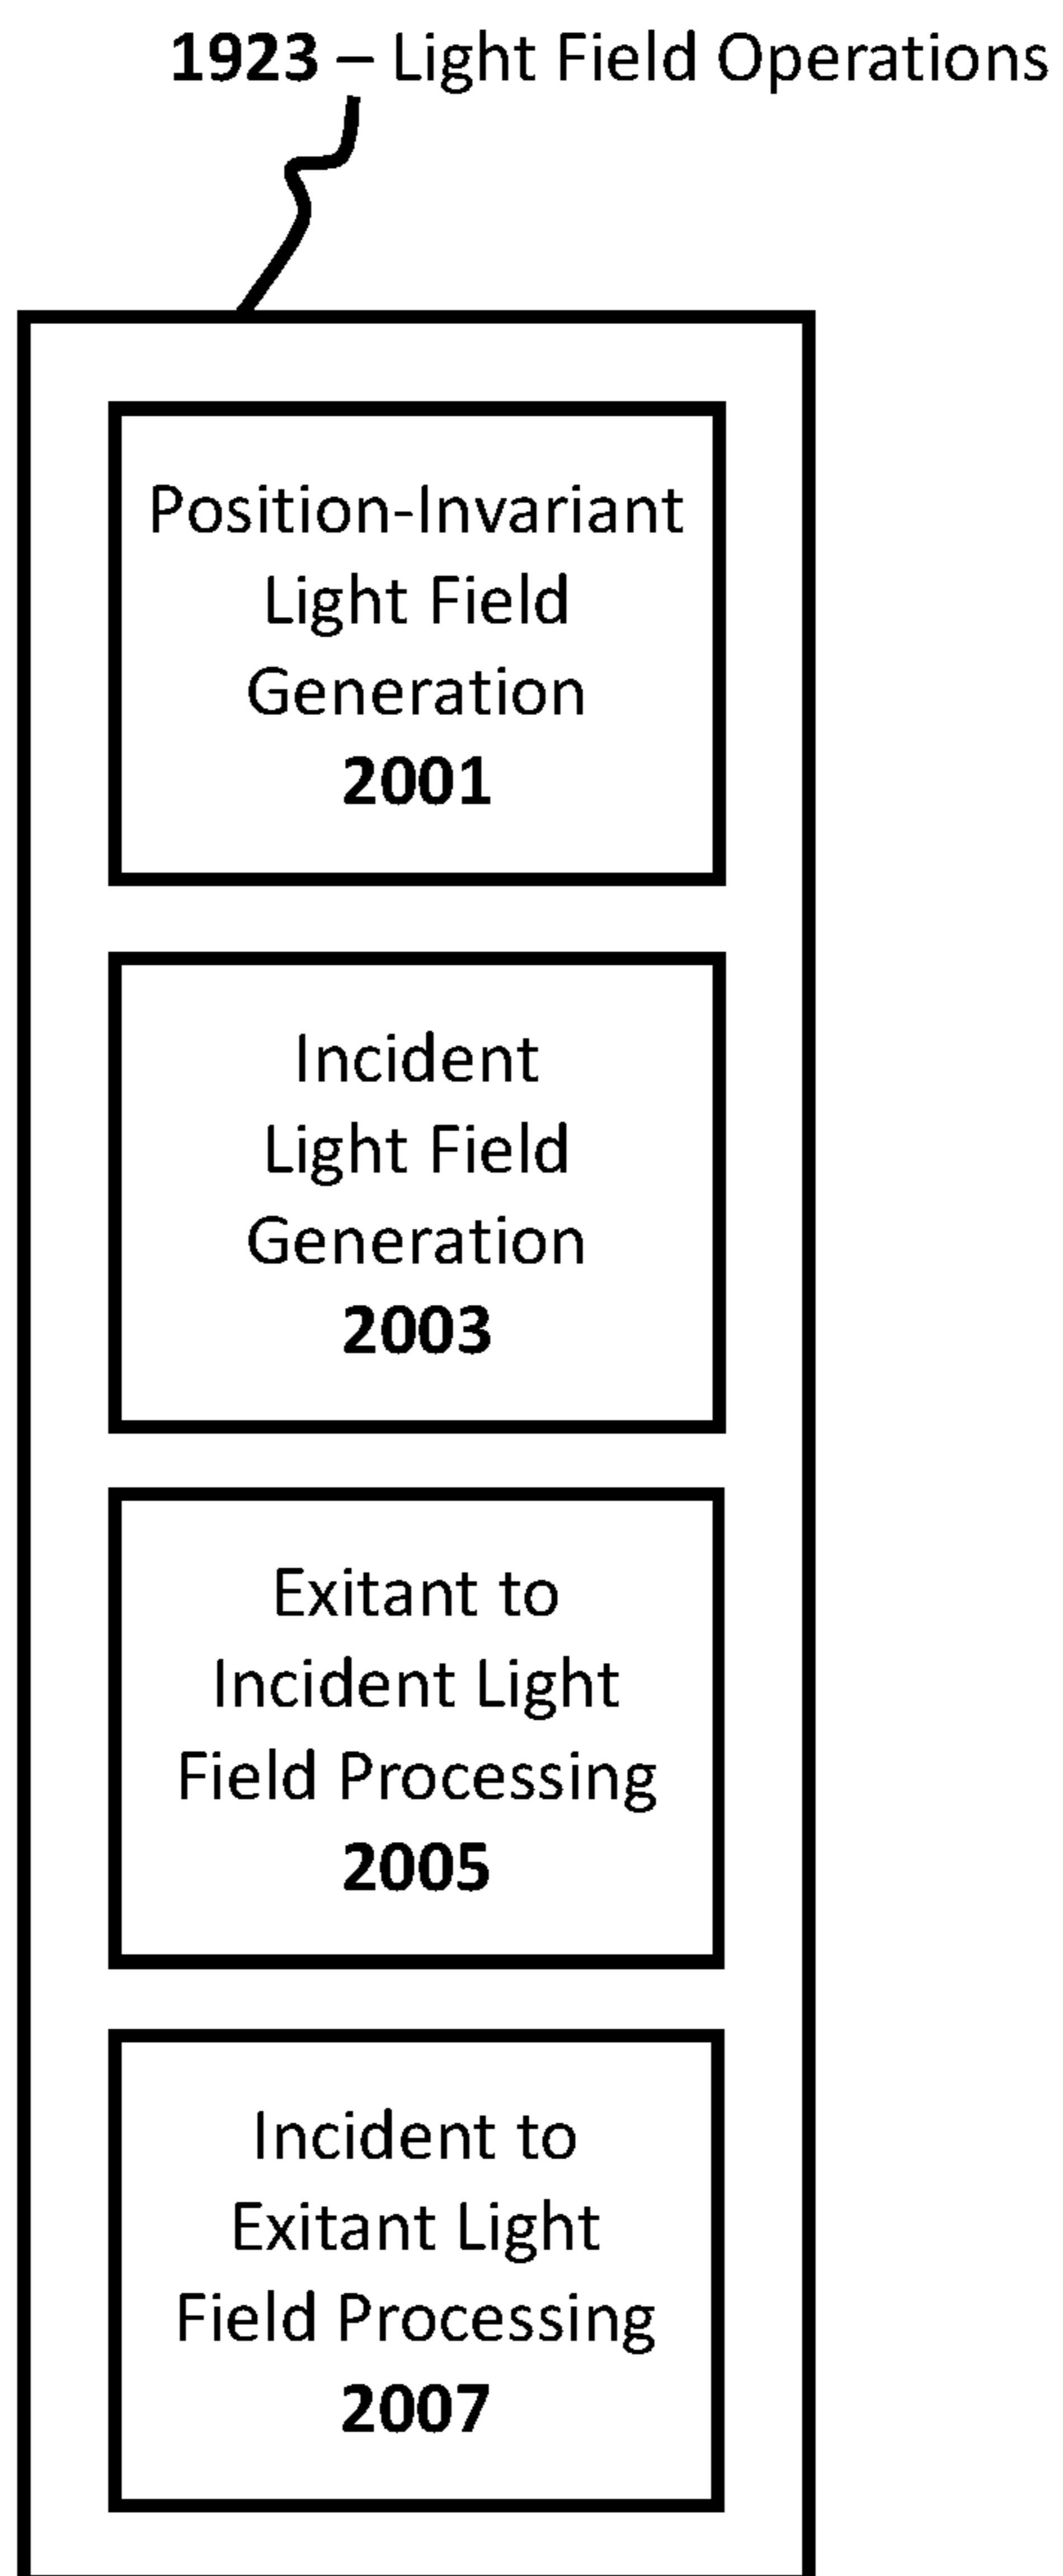 1923 – Light Field Operations
Position-Invariant
Light Field
Generation
2001
Incident
Light Field
Generation
2003
Exitant to
Incident Light
Field Processing
2005
Incident to
Exitant Light
Field Processing
2007